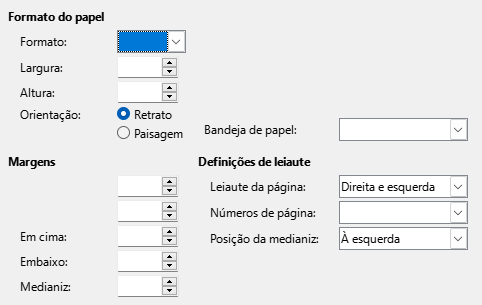 Formato do papel
Formato:
Largura:
Altura:
Orientação: Retrato
Paisagem
Bandeja de papel:
Margens
Definições de leiaute
Leiaute da página: Direita e esquerda
Números de página:
Em cima:
Posição da medianiz: À esquerda
Embaixo:
Medianiz: